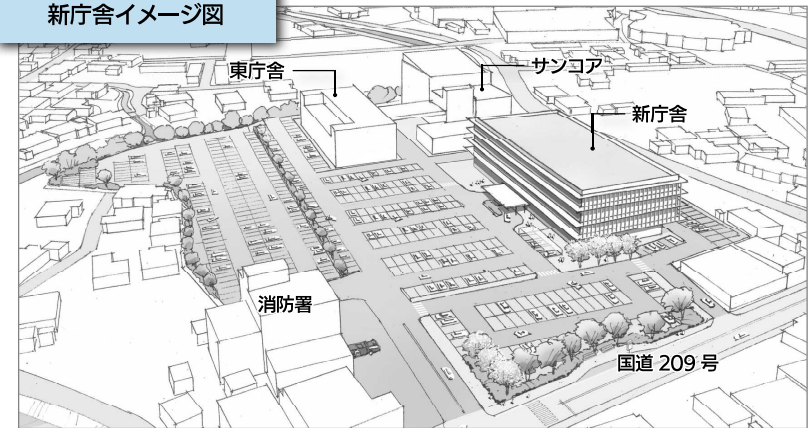 新庁舎イメージ図
東庁舎
サンコア
新庁舎
消防署
国道 209 号